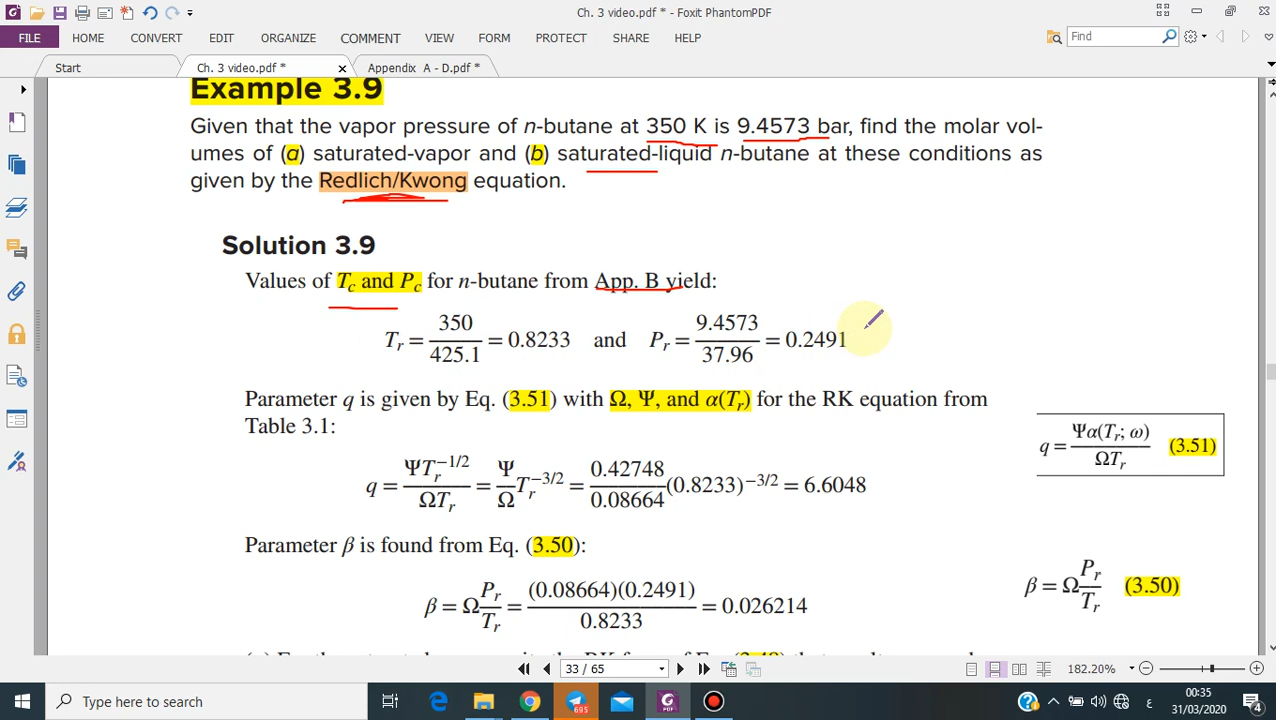 Ch. 3 video.pdf * - Foxit PhantomPDF
FILE HOME CONVERT EDIT ORGANIZE COMMENT VIEW FORM PROTECT SHARE HELP Find
Start Ch. 3 video.pdf * Appendix A - D.pdf *
Example 3.9
Given that the vapor pressure of n-butane at 350 K is 9.4573 bar, find the molar vol-
umes of (a) saturated-vapor and (b) saturated-liquid n-butane at these conditions as
given by the Redlich/Kwong equation.
Solution 3.9
Values of Tc and Pc for n-butane from App. B yield:
Tr = 350/425.1 = 0.8233 and Pr = 9.4573/37.96 = 0.2491
Parameter q is given by Eq. (3.51) with Ω, Ψ, and α(Tr) for the RK equation from
Table 3.1:
q = Ψα(Tr; ω)/ΩTr (3.51)
q = ΨTr^−1/2/ΩTr = Ψ/Ω Tr^−3/2 = 0.42748/0.08664 (0.8233)^−3/2 = 6.6048
Parameter β is found from Eq. (3.50):
β = Ω Pr/Tr (3.50)
β = Ω Pr/Tr = (0.08664)(0.2491)/0.8233 = 0.026214
33 / 65 182.20%
Type here to search 695 ع 00:35
31/03/2020 4